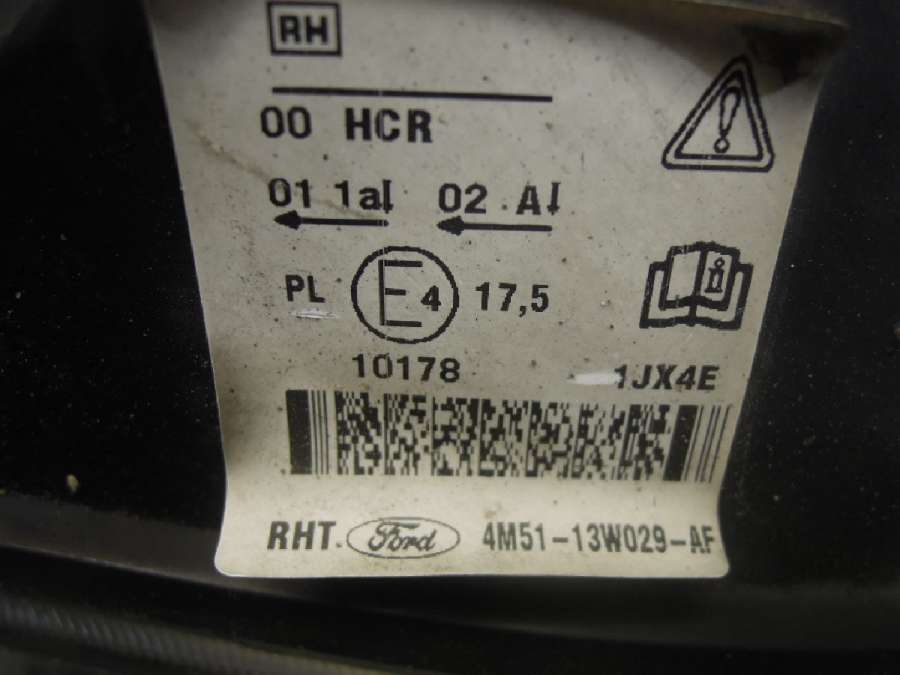 RH
00 HCR
01 1a 02 A
PL E4 17,5
10178 1JX4E
RHT. Ford 4M51-13W029-AF